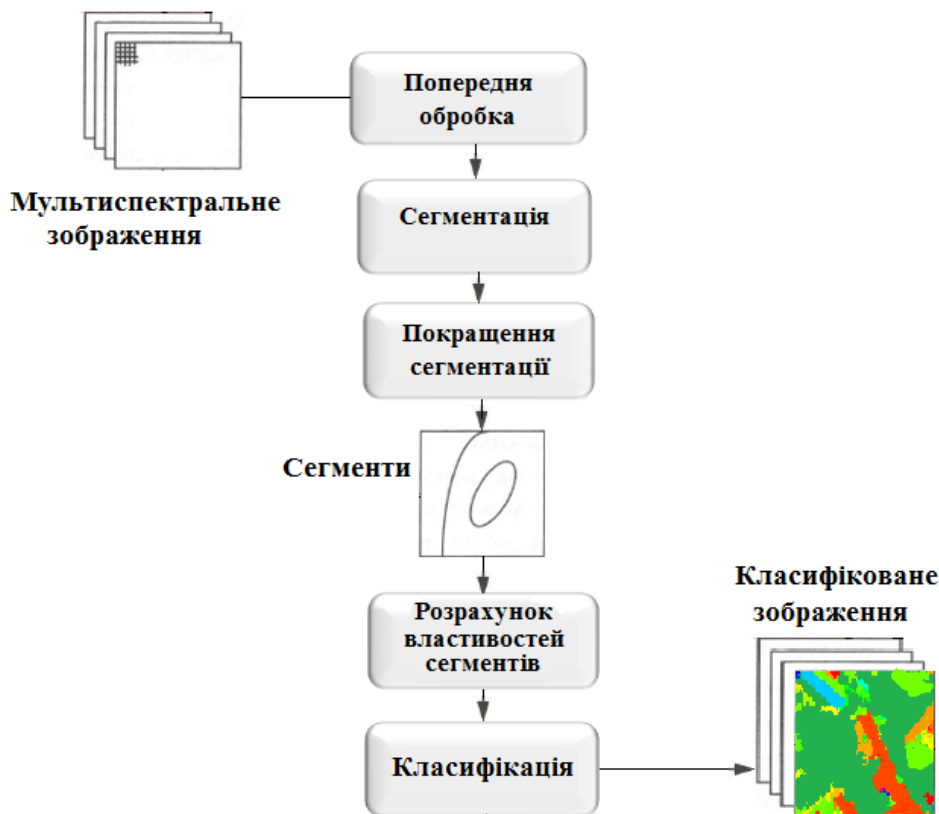 Попередня
обробка
Мультиспектральне
зображення
Сегментація
Покращення
сегментації
Сегменти
Розрахунок
властивостей
сегментів
Класифіковане
зображення
Класифікація